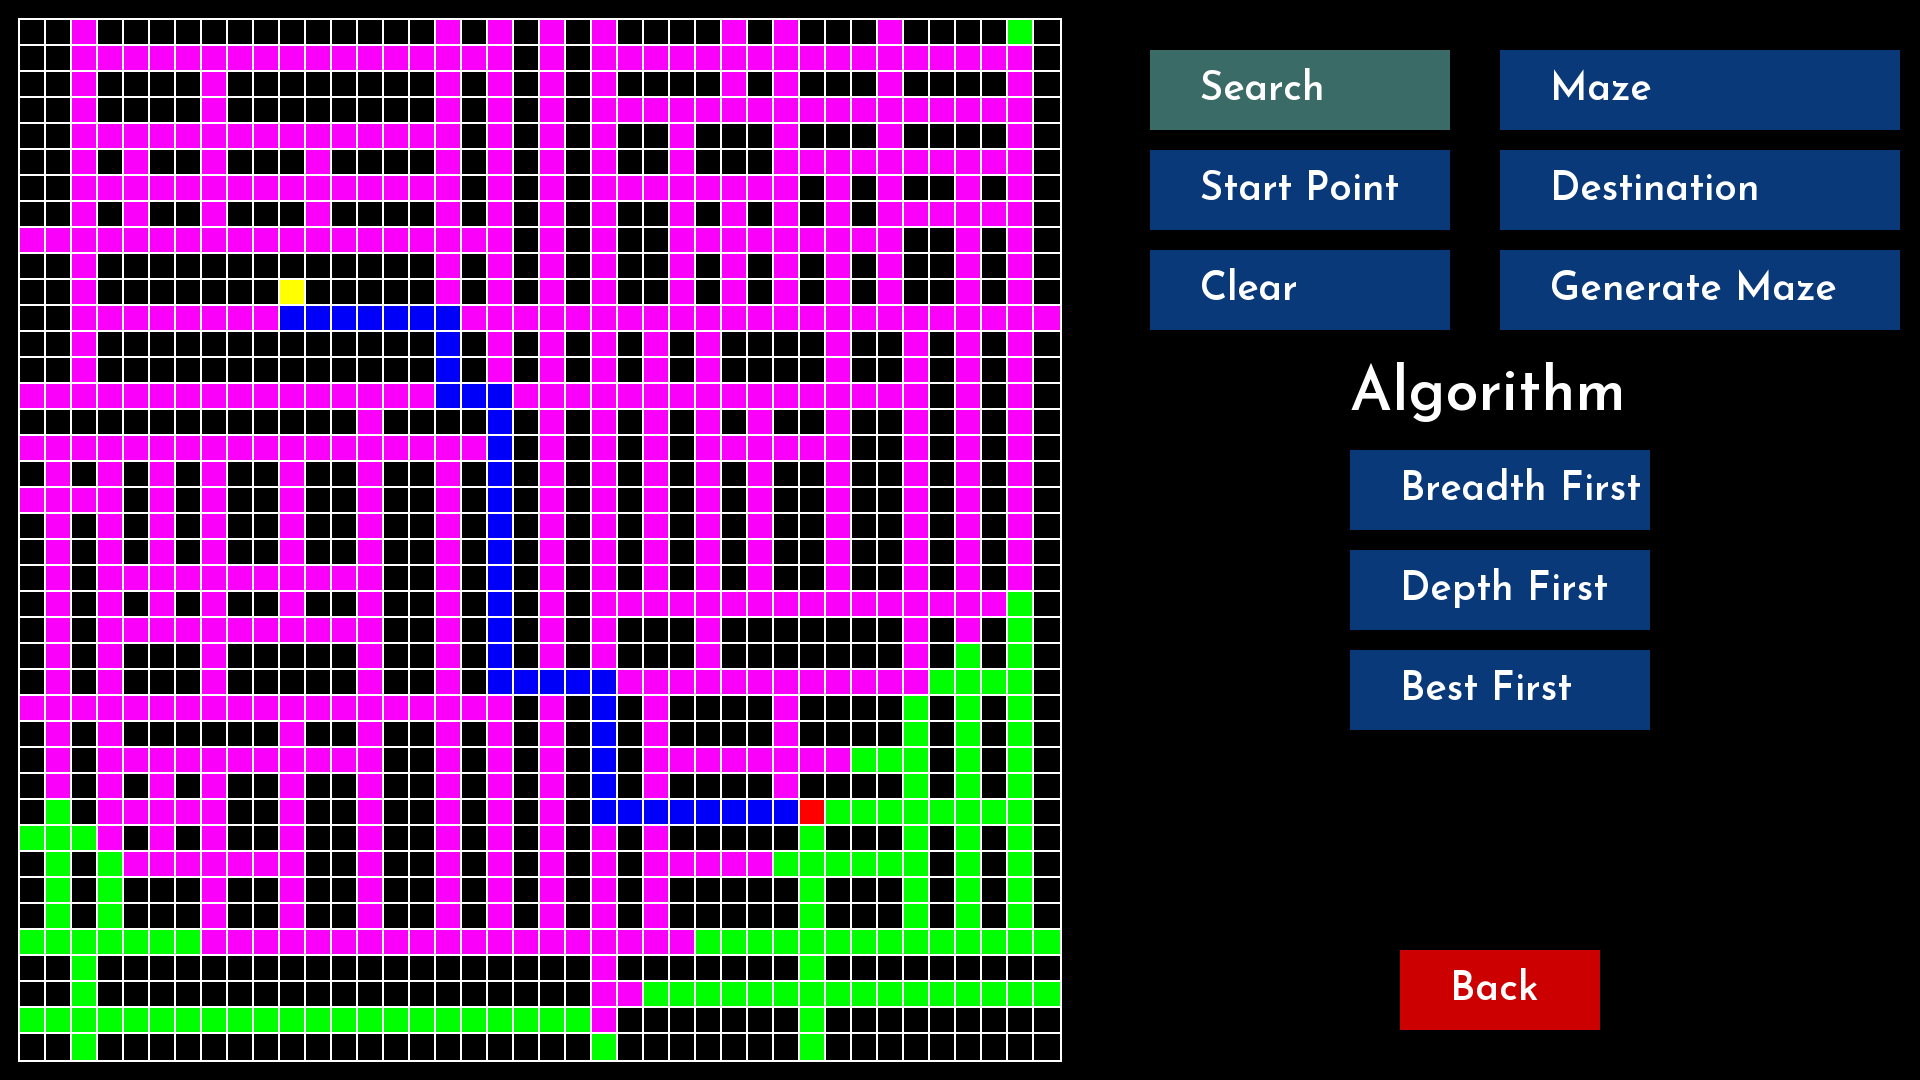 Search
Maze
Start Point
Destination
Clear
Generate Maze
Algorithm
Breadth First
Depth First
Best First
Back